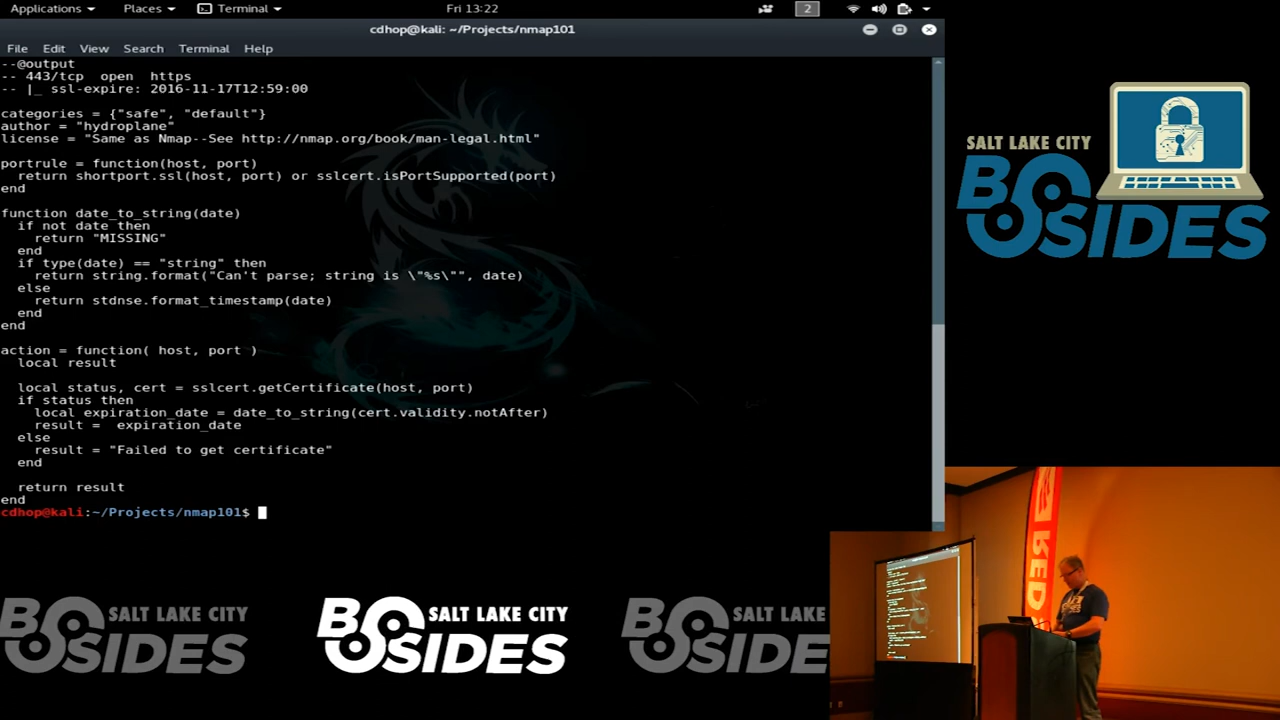 Applications Places Terminal Fri 13:22 2
cdhop@kali: ~/Projects/nmap101
File Edit View Search Terminal Help
--@output
-- 443/tcp  open  https
-- |_ ssl-expire: 2016-11-17T12:59:00
categories = {"safe", "default"}
author = "hydroplane"
license = "Same as Nmap--See http://nmap.org/book/man-legal.html"
portrule = function(host, port)
  return shortport.ssl(host, port) or sslcert.isPortSupported(port)
end
function date_to_string(date)
  if not date then
    return "MISSING"
  end
  if type(date) == "string" then
    return string.format("Can't parse; string is \"%s\"", date)
  else
    return stdnse.format_timestamp(date)
  end
end
action = function( host, port )
  local result
  local status, cert = sslcert.getCertificate(host, port)
  if status then
    local expiration_date = date_to_string(cert.validity.notAfter)
    result =  expiration_date
  else
    result = "Failed to get certificate"
  end
  return result
end
cdhop@kali:~/Projects/nmap101$
SALT LAKE CITY
BSIDES
RED
SALT LAKE CITY
BSIDES
SALT LAKE CITY
BSIDES
SALT LAKE
BSIDES